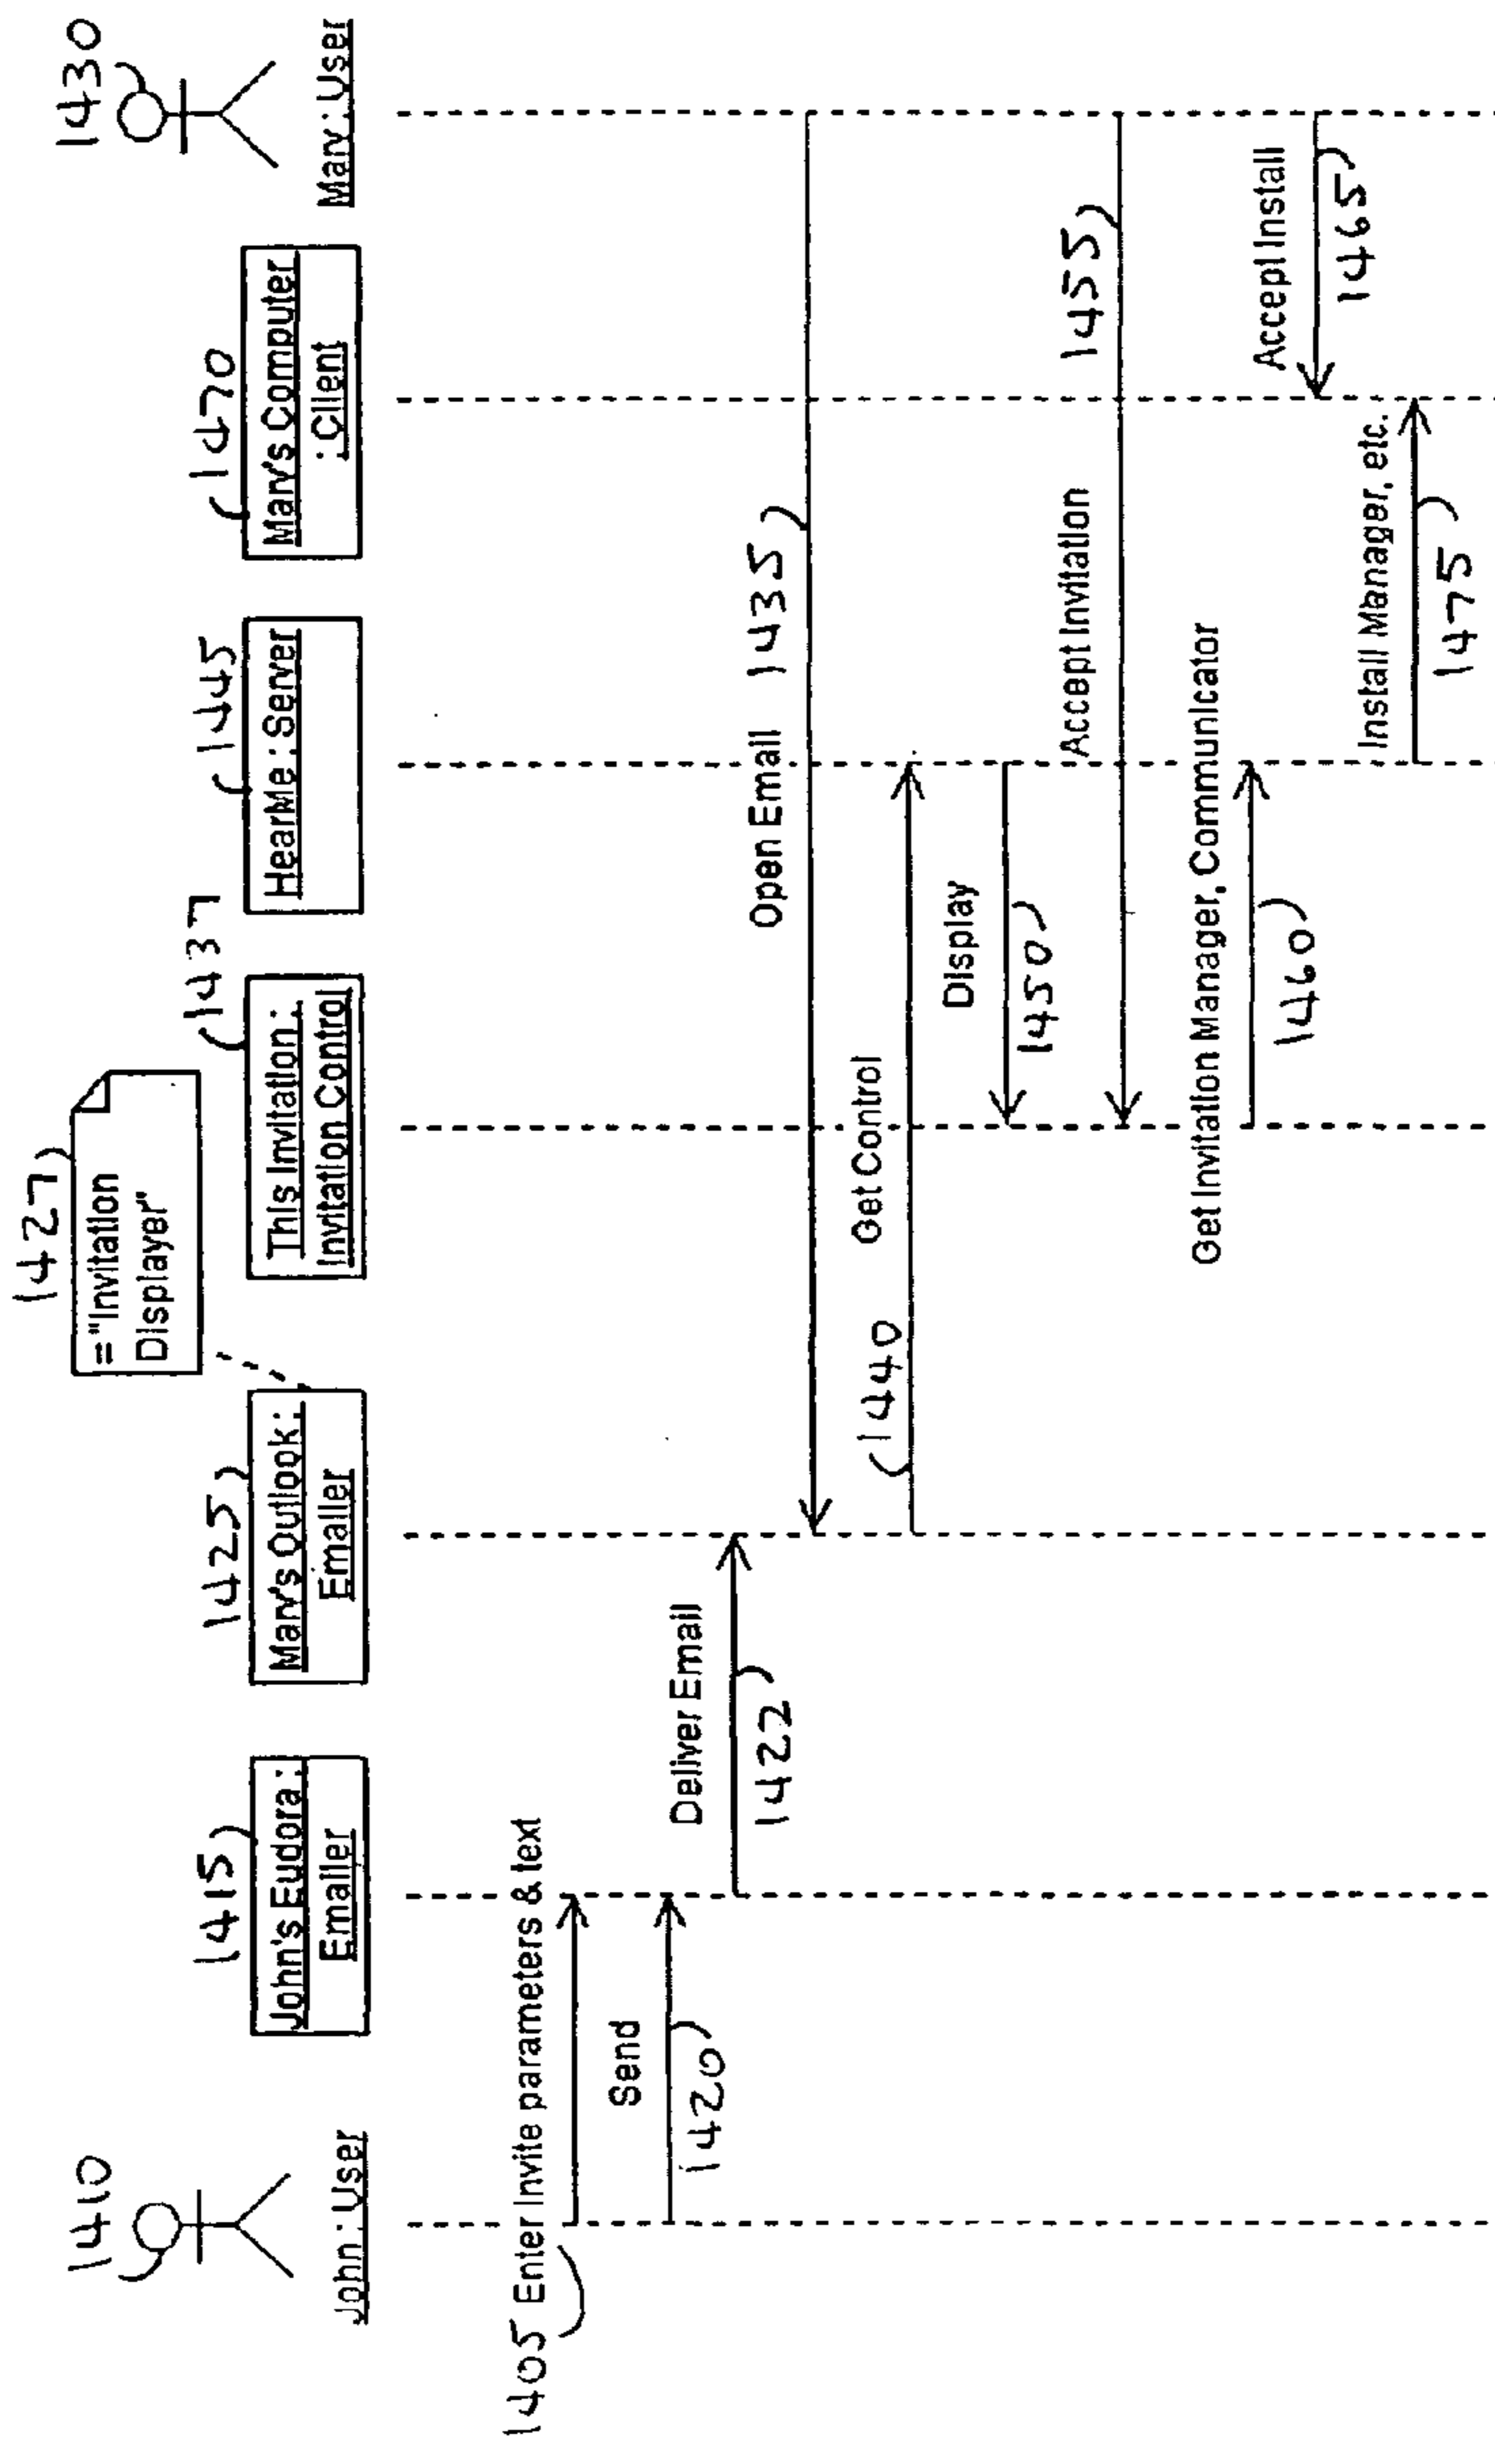 1410
John : User
1415
John's Eudora :
Emailer
1425
Mary's Outlook :
Emailer
1427
="Invitation
Displayer"
1437
This Invitation :
Invitation Control
1445
HearMe : Server
1470
Mary's Computer
: Client
1430
Mary : User
1405 Enter Invite parameters & text
Send
1420
Deliver Email
1422
Open Email 1435
Get Control
1440
Display
1450
Accept Invitation
1455
Get Invitation Manager, Communicator
1460
Accept Install
1465
Install Manager, etc.
1475